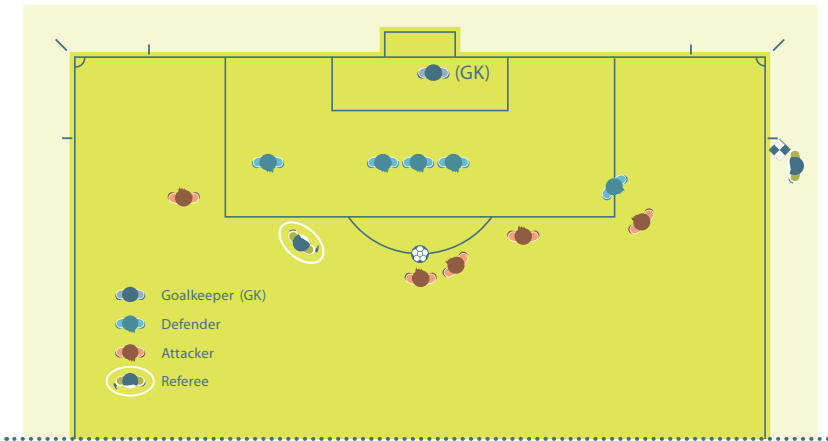 (GK)
Goalkeeper (GK)
Defender
Attacker
Referee